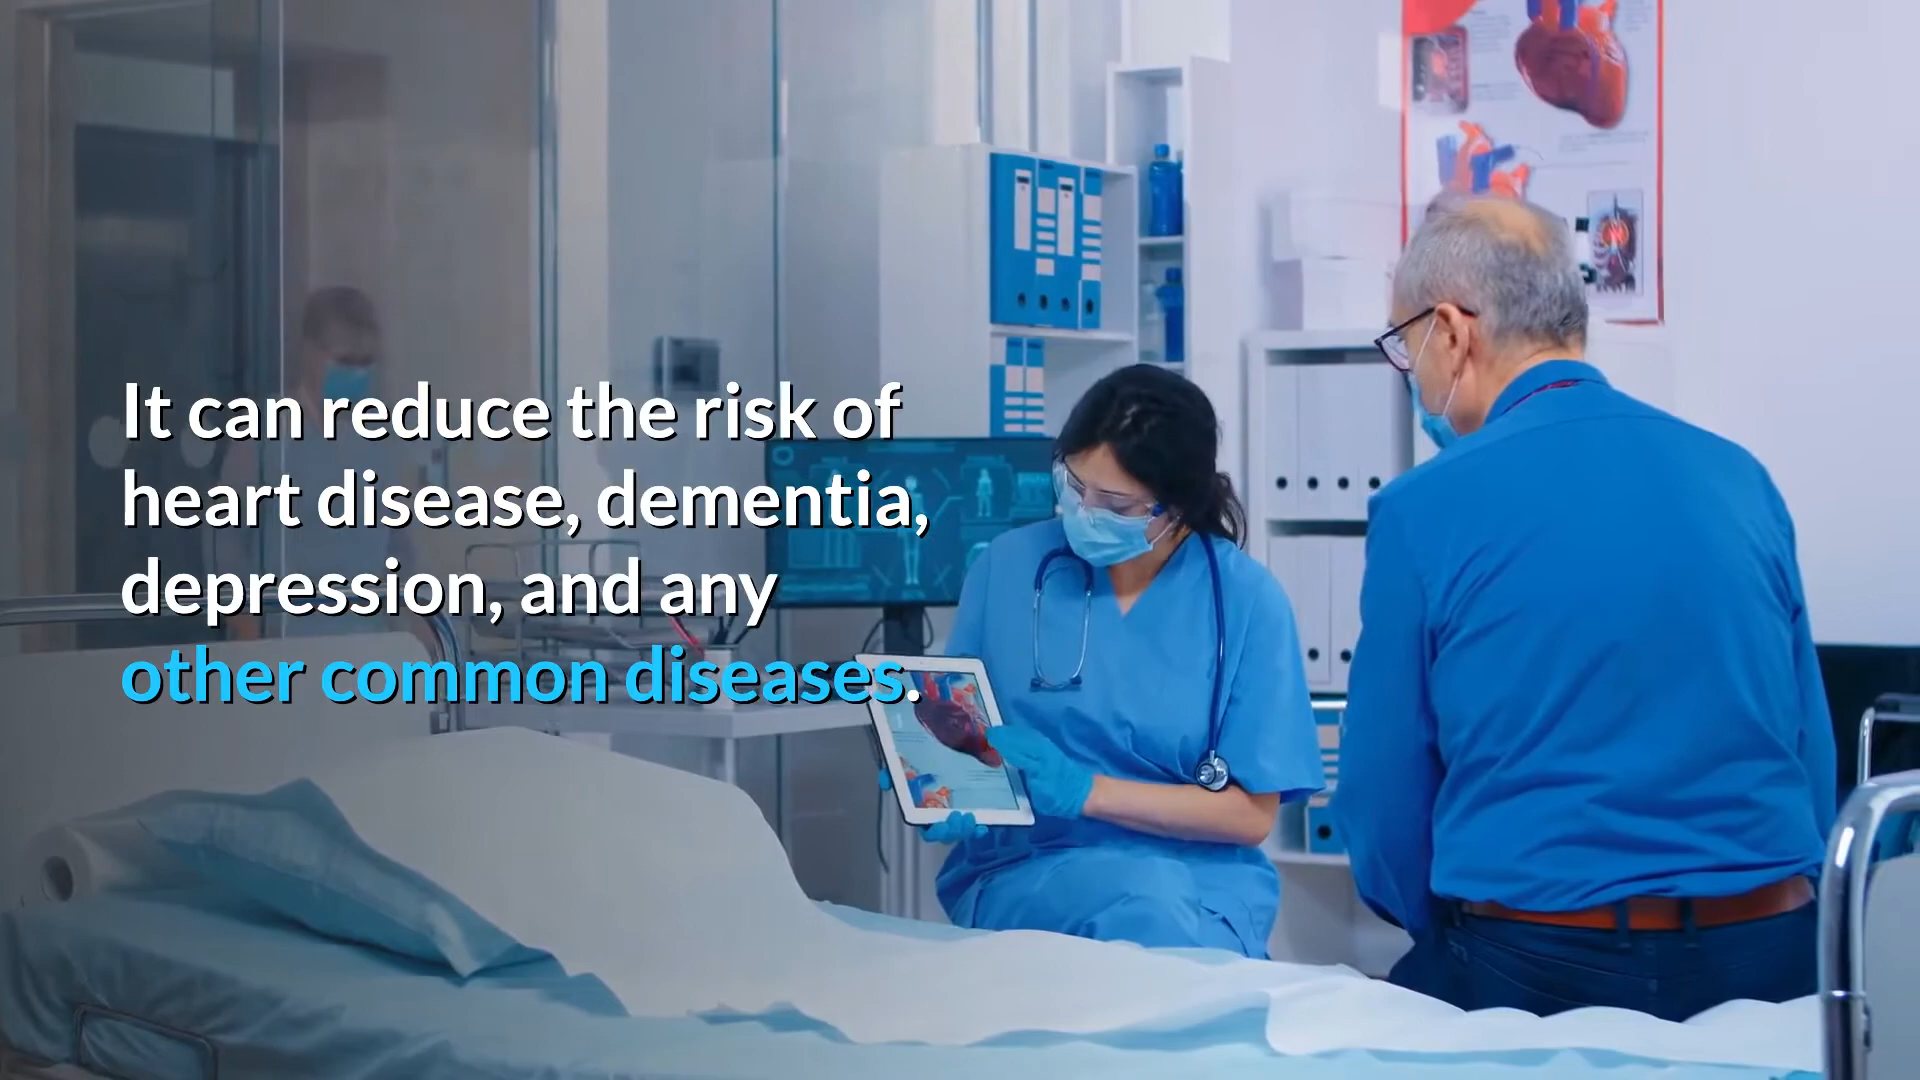 It can reduce the risk of
heart disease, dementia,
depression, and any
other common diseases.